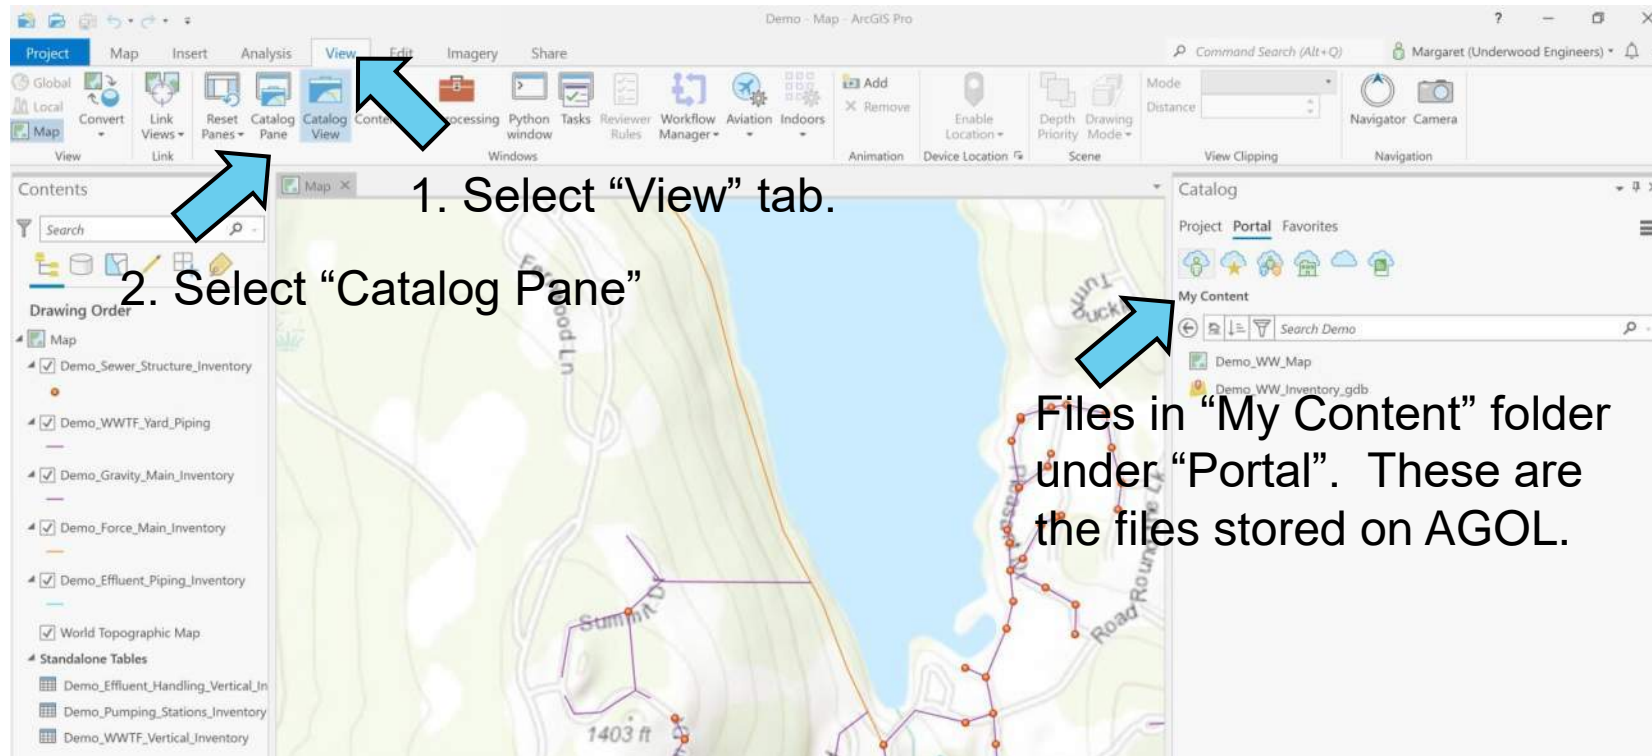 Demo - Map - ArcGIS Pro
?
Project Map Insert Analysis View Edit Imagery Share
Command Search (Alt+Q) Margaret (Underwood Engineers)
Global
Local
Map
Convert
Link Views
Reset Panes
Catalog Pane
Catalog View
Python window
Tasks
Reviewer Rules
Workflow Manager
Aviation
Indoors
Add
Remove
Enable Location
Depth Priority
Drawing Mode
Mode
Distance
Navigator
Camera
View Link Windows Animation Device Location Scene View Clipping Navigation
1. Select “View” tab.
2. Select “Catalog Pane”
Contents
Search
Drawing Order
Map
Demo_Sewer_Structure_Inventory
Demo_WWTF_Yard_Piping
Demo_Gravity_Main_Inventory
Demo_Force_Main_Inventory
Demo_Effluent_Piping_Inventory
World Topographic Map
Standalone Tables
Demo_Effluent_Handling_Vertical_In
Demo_Pumping_Stations_Inventory
Demo_WWTF_Vertical_Inventory
Map
Summit Dr
1403 ft
Catalog
Project Portal Favorites
My Content
Search Demo
Demo_WW_Map
Demo_WW_Inventory_gdb
Files in “My Content” folder
under “Portal”. These are
the files stored on AGOL.